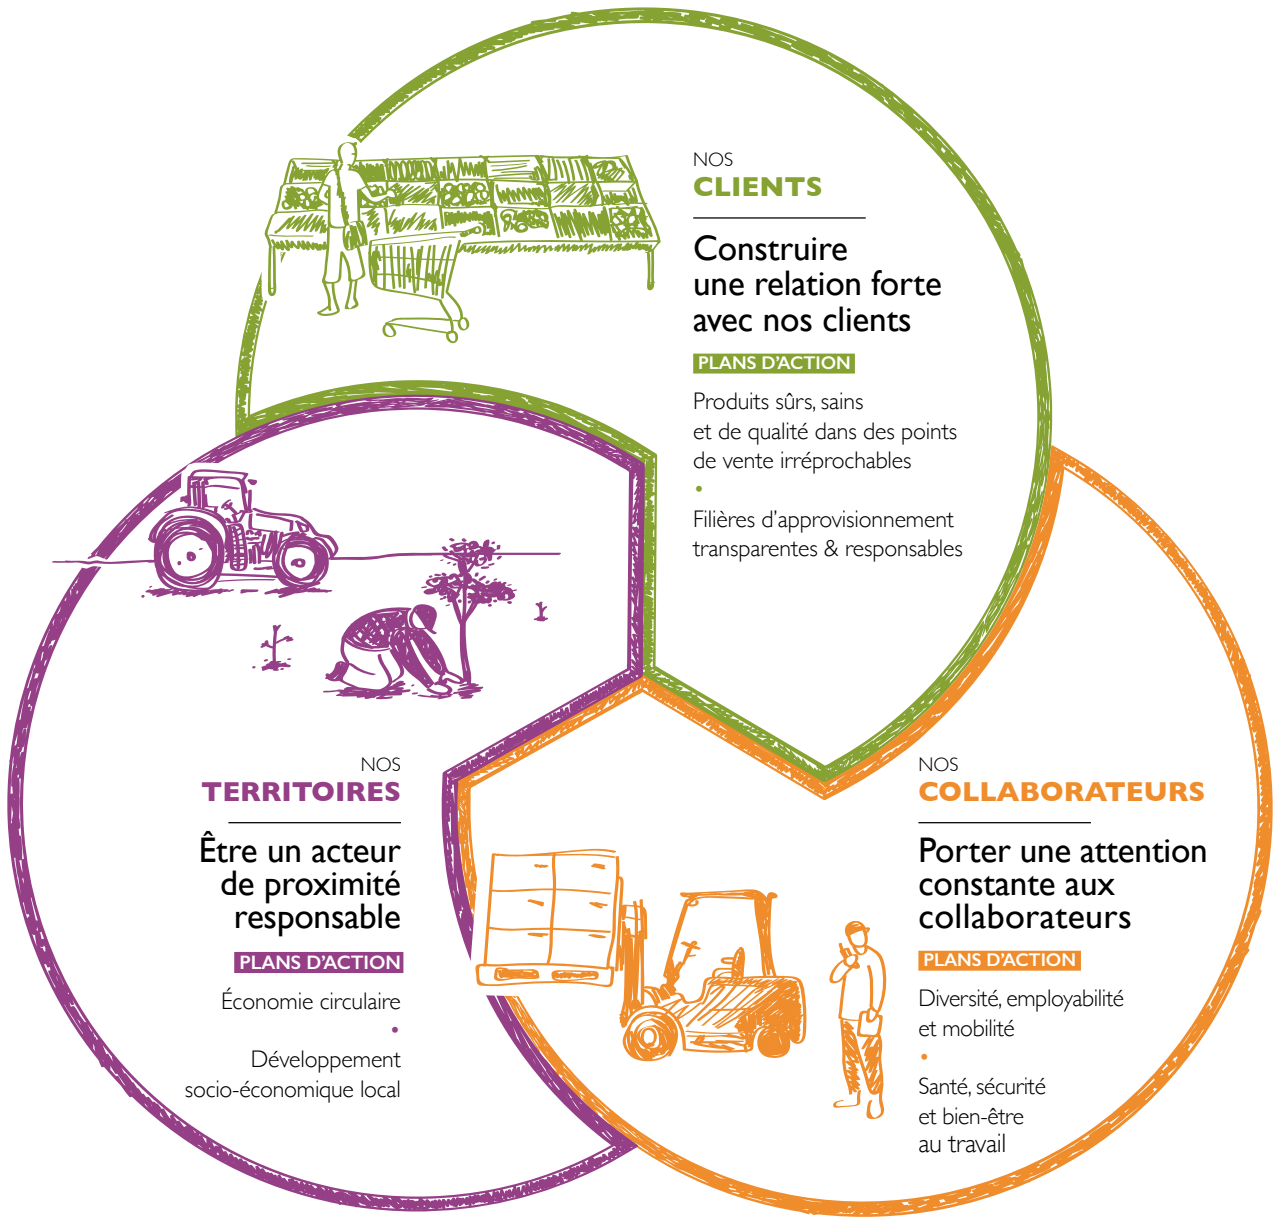 NOS
CLIENTS
Construire
une relation forte
avec nos clients
PLANS D’ACTION
Produits sûrs, sains
et de qualité dans des points
de vente irréprochables
•
Filières d’approvisionnement
transparentes & responsables
NOS
TERRITOIRES
Être un acteur
de proximité
responsable
PLANS D’ACTION
Économie circulaire
•
Développement
socio-économique local
NOS
COLLABORATEURS
Porter une attention
constante aux
collaborateurs
PLANS D’ACTION
Diversité, employabilité
et mobilité
•
Santé, sécurité
et bien-être
au travail